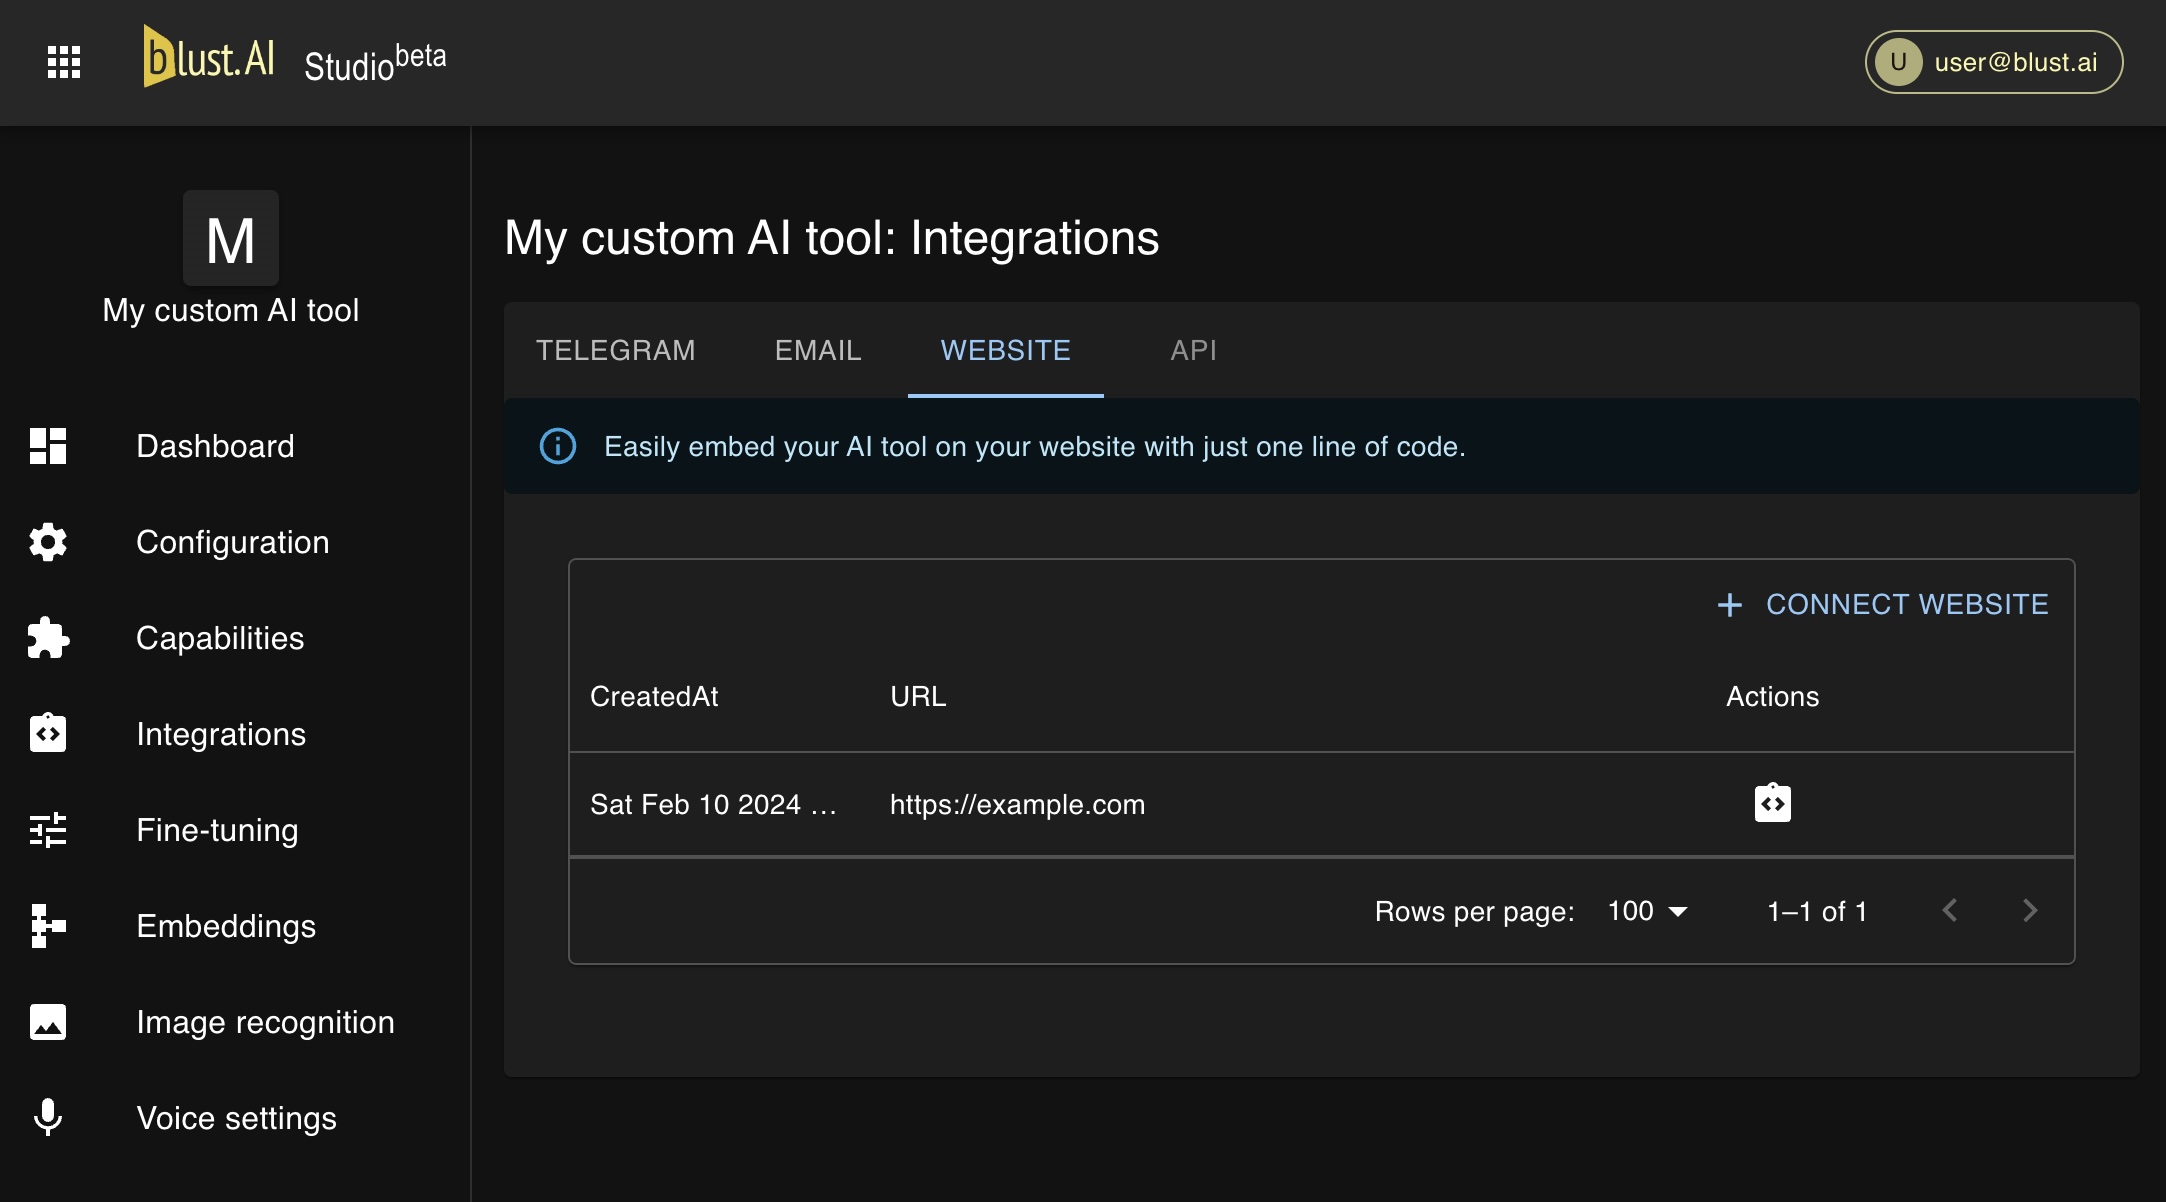 blust.AI Studio beta
U user@blust.ai
M
My custom AI tool
Dashboard
Configuration
Capabilities
Integrations
Fine-tuning
Embeddings
Image recognition
Voice settings
My custom AI tool: Integrations
TELEGRAM EMAIL WEBSITE API
Easily embed your AI tool on your website with just one line of code.
CONNECT WEBSITE
CreatedAt URL Actions
Sat Feb 10 2024 … https://example.com
Rows per page: 100 1–1 of 1